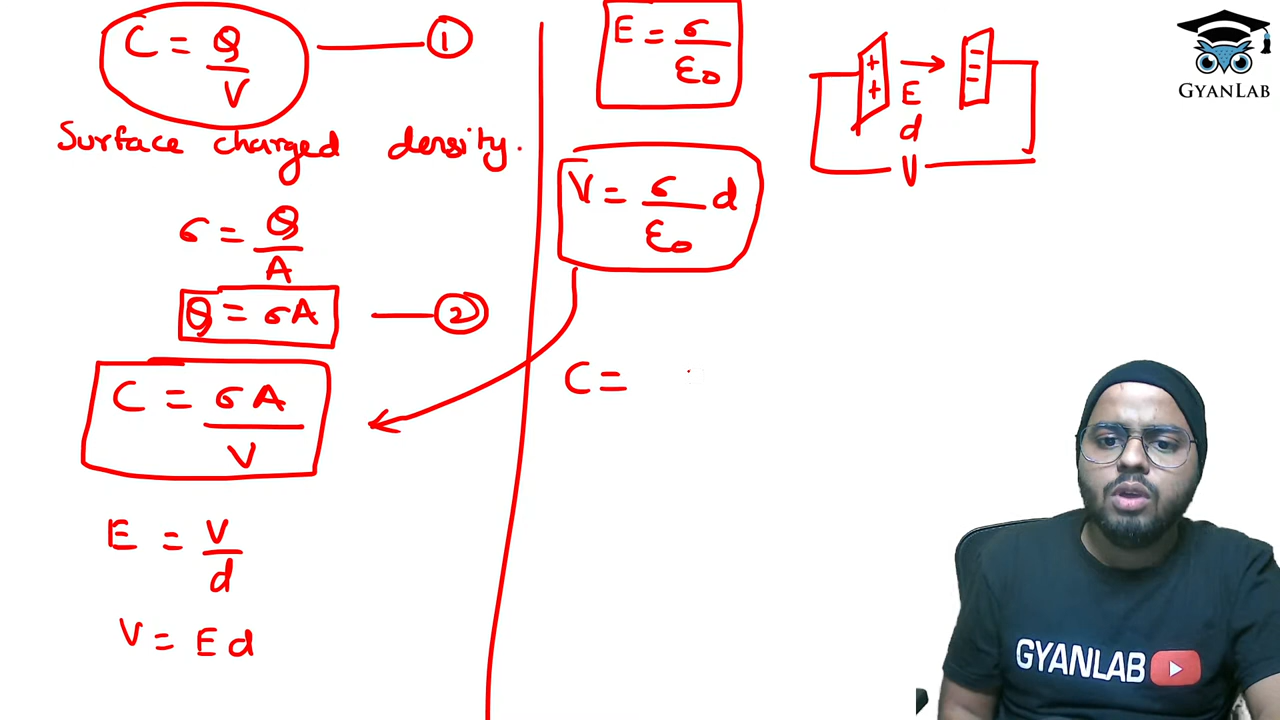 C = Q/V —— 1
Surface charged density.
σ = Q/A
Q = σA —— 2
C = σA/V
E = V/d
V = Ed
E = σ/ε₀
V = σ/ε₀ d
C =
+
+
E
d
V
GYANLAB
GYANLAB